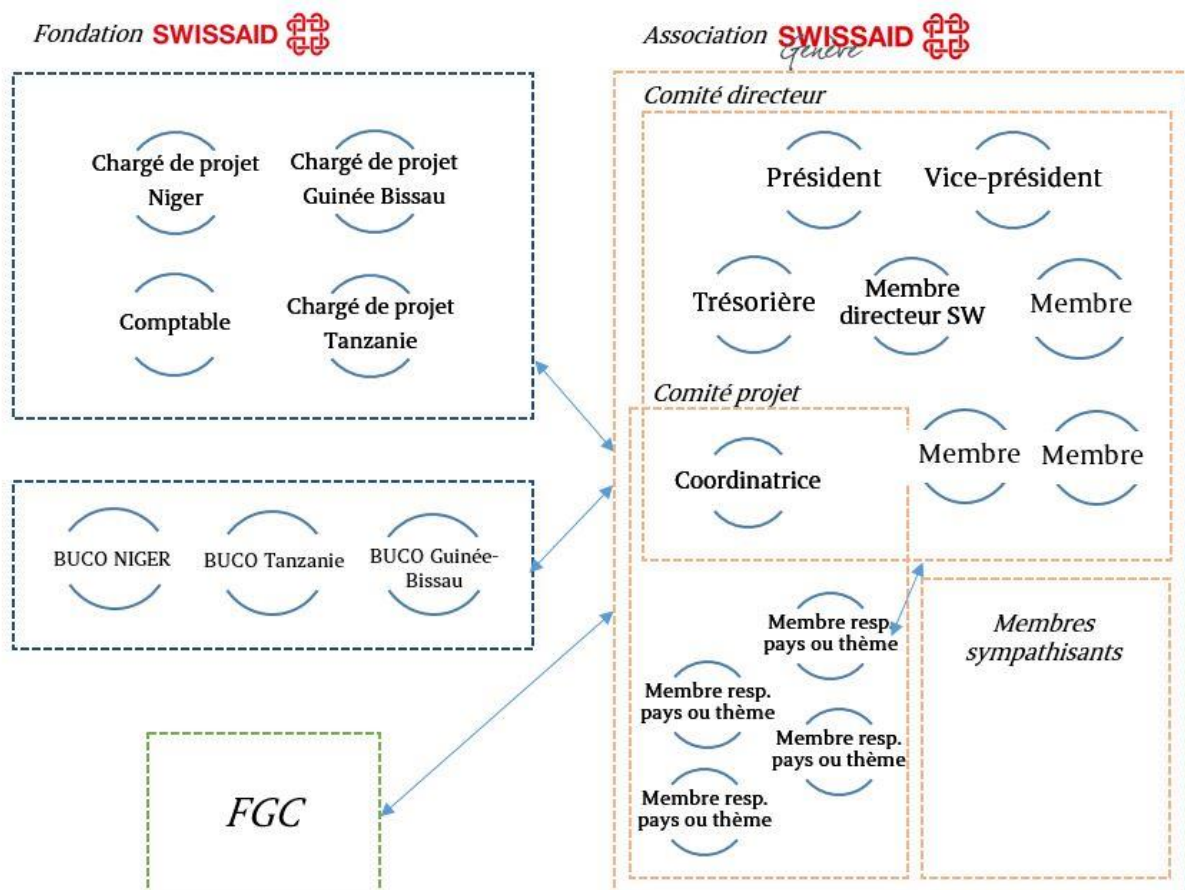 Fondation SWISSAID
Chargé de projet
Niger
Chargé de projet
Guinée Bissau
Comptable
Chargé de projet
Tanzanie
BUCO NIGER
BUCO Tanzanie
BUCO Guinée-
Bissau
FGC
Association SWISSAID
Genève
Comité directeur
Président
Vice-président
Trésorière
Membre
directeur SW
Membre
Comité projet
Coordinatrice
Membre
Membre
Membre resp.
pays ou thème
Membre resp.
pays ou thème
Membre resp.
pays ou thème
Membre resp.
pays ou thème
Membres
sympathisants